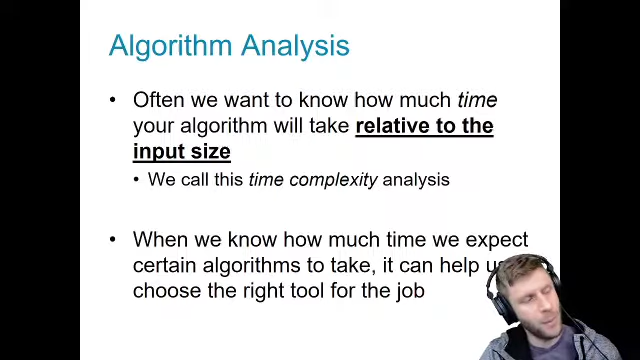 Algorithm Analysis
• Often we want to know how much time
your algorithm will take relative to the
input size
• We call this time complexity analysis
• When we know how much time we expect
certain algorithms to take, it can help us
choose the right tool for the job